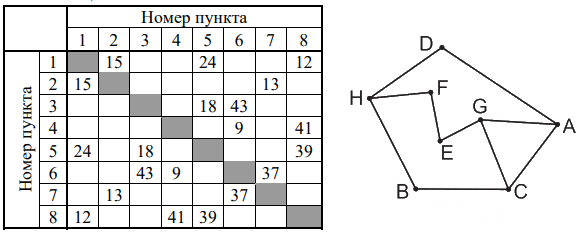 Номер пункта
1 2 3 4 5 6 7 8
Номер пункта
1 15 24 12
2 15 13
3 18 43
4 9 41
5 24 18 39
6 43 9 37
7 13 37
8 12 41 39
D
F
H
G
A
E
B
C